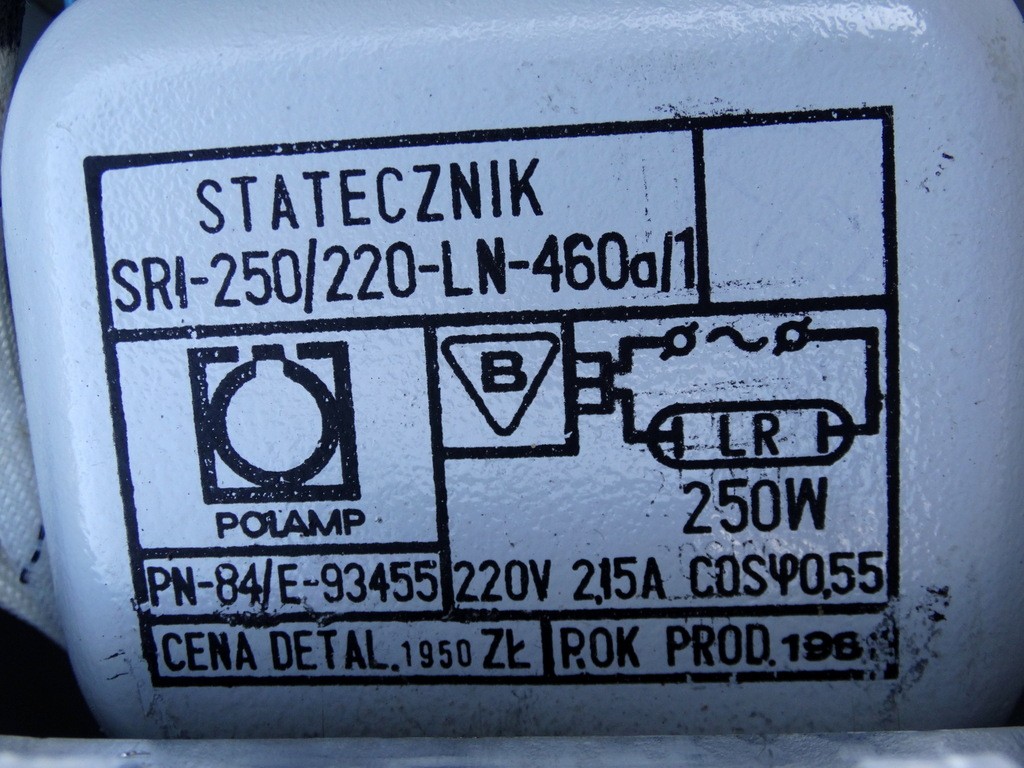 STATECZNIK
SRI-250/220-LN-460a/1
B
LR
250W
POLAMP
PN-84/E-93455
220V 2,15A COSφ0,55
CENA DETAL. 1950 ZŁ
ROK PROD.